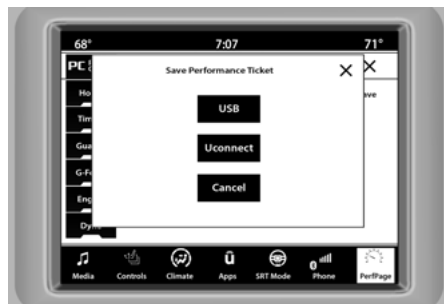 68° 7:07 71°
Save Performance Ticket
USB
Uconnect
Cancel
Media Controls Climate Apps SRT Mode Phone PerfPage